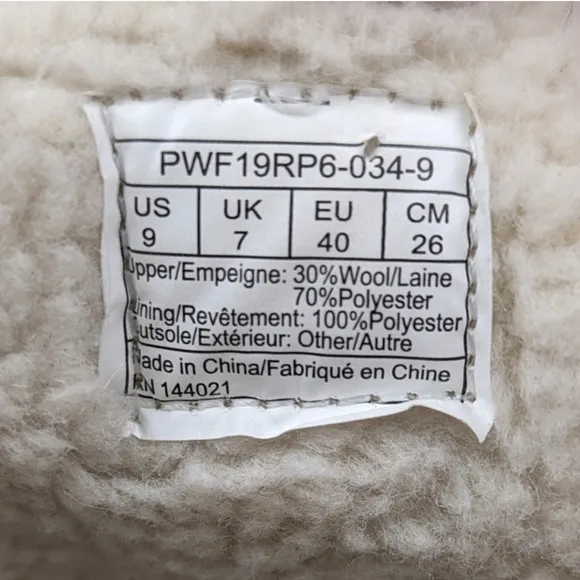 PWF19RP6-034-9
US UK EU CM
9 7 40 26
Upper/Empeigne: 30%Wool/Laine
70%Polyester
Lining/Revêtement: 100%Polyester
Outsole/Extérieur: Other/Autre
Made in China/Fabriqué en Chine
RN 144021